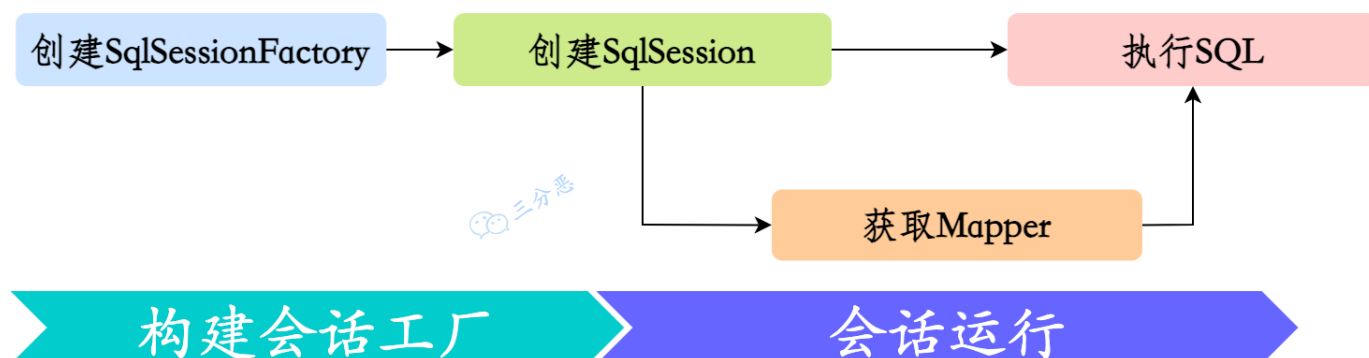 创建SqlSessionFactory
创建SqlSession
执行SQL
三分恶
获取Mapper
构建会话工厂
会话运行